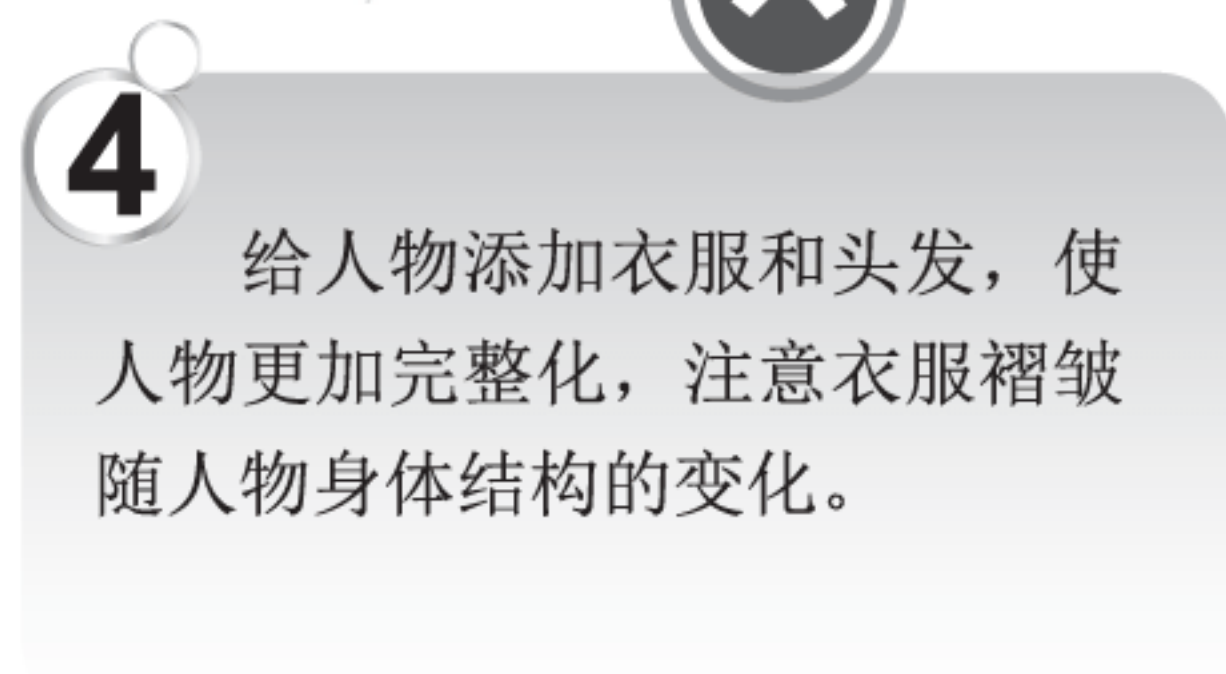 4
给人物添加衣服和头发，使
人物更加完整化，注意衣服褶皱
随人物身体结构的变化。